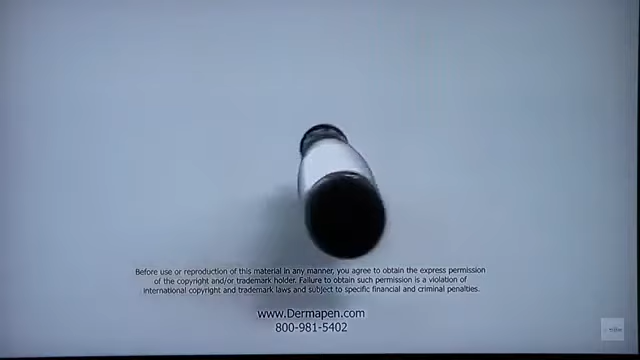 Before use or reproduction of this material in any manner, you agree to obtain the express permission
of the copyright and/or trademark holder. Failure to obtain such permission is a violation of
international copyright and trademark laws and subject to specific financial and criminal penalties.
www.Dermapen.com
800-981-5402